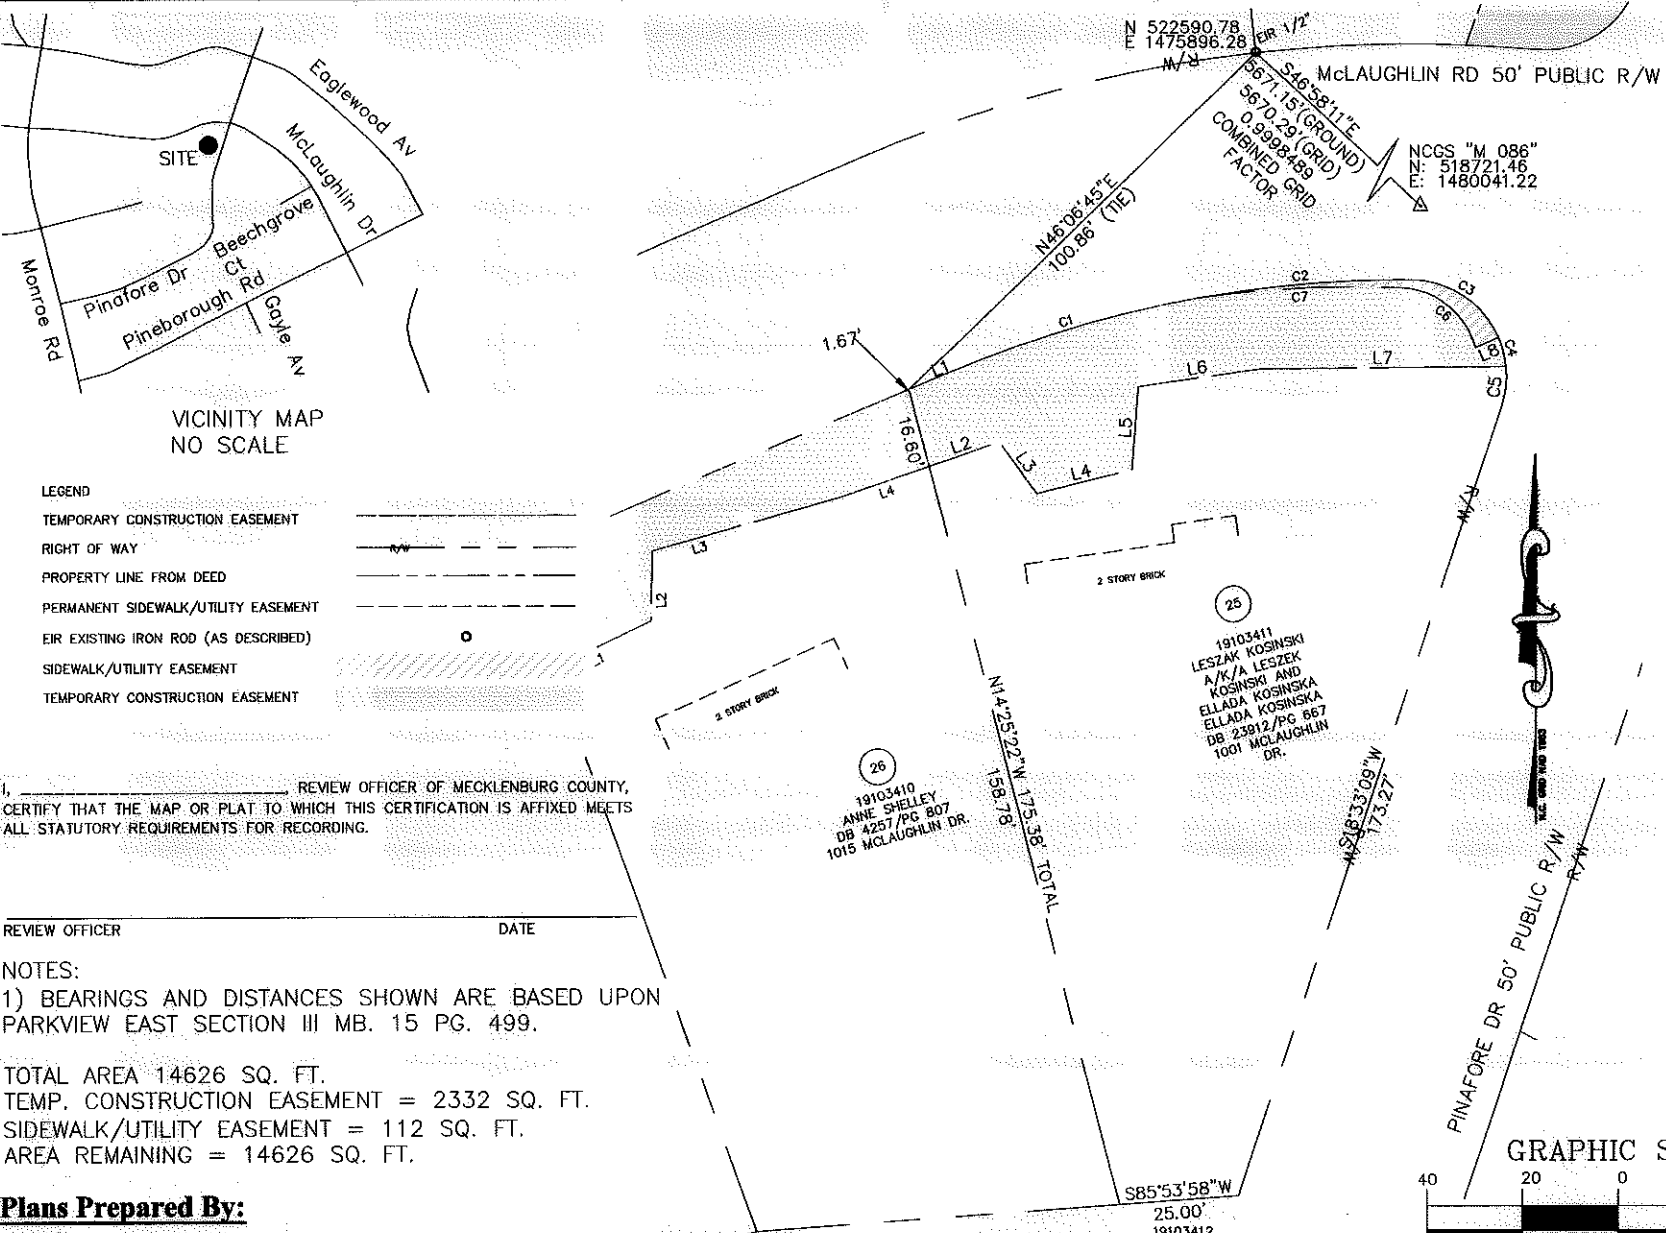 N 522590.78
E 1475896.28
EIR 1/2"
R/W
McLAUGHLIN RD 50' PUBLIC R/W
S46°58'11"E
5671.15'(GROUND)
5670.29'(GRID)
0.9998489
COMBINED GRID
FACTOR
NCGS "M 086"
N: 518721.46
E: 1480041.22
N46°06'45"E
100.86' (TIE)
Eaglewood Av
McLaughlin Dr
SITE
Beechgrove
Ct
Pinafore Dr
Pineborough Rd
Monroe Rd
Gayle Av
VICINITY MAP
NO SCALE
1.67'
16.60'
L1
C1
C2
C7
C3
C6
C4
L8
C5
L7
L6
L5
L2
L3
L4
L4
L3
L2
R/W
LEGEND
TEMPORARY CONSTRUCTION EASEMENT
RIGHT OF WAY
R/W
PROPERTY LINE FROM DEED
PERMANENT SIDEWALK/UTILITY EASEMENT
EIR EXISTING IRON ROD (AS DESCRIBED)
SIDEWALK/UTILIITY EASEMENT
TEMPORARY CONSTRUCTION EASEMENT
2 STORY BRICK
2 STORY BRICK
25
19103411
LESZAK KOSINSKI
A/K/A LESZEK
KOSINSKI AND
ELLADA KOSINSKA
ELLADA KOSINSKA
DB 23912/PG 667
1001 MCLAUGHLIN
DR.
26
19103410
ANNE SHELLEY
DB 4257/PG 807
1015 MCLAUGHLIN DR.
N14°25'22"W 175.38' TOTAL
158.78'
S18°33'09"W
173.27'
R/W
R/W
PINAFORE DR 50' PUBLIC R/W
I, REVIEW OFFICER OF MECKLENBURG COUNTY,
CERTIFY THAT THE MAP OR PLAT TO WHICH THIS CERTIFICATION IS AFFIXED MEETS
ALL STATUTORY REQUIREMENTS FOR RECORDING.
REVIEW OFFICER DATE
NOTES:
1) BEARINGS AND DISTANCES SHOWN ARE BASED UPON
PARKVIEW EAST SECTION III MB. 15 PG. 499.
TOTAL AREA 14626 SQ. FT.
TEMP. CONSTRUCTION EASEMENT = 2332 SQ. FT.
SIDEWALK/UTILITY EASEMENT = 112 SQ. FT.
AREA REMAINING = 14626 SQ. FT.
Plans Prepared By:
S85°53'58"W
25.00'
19103412
GRAPHIC S
40 20 0